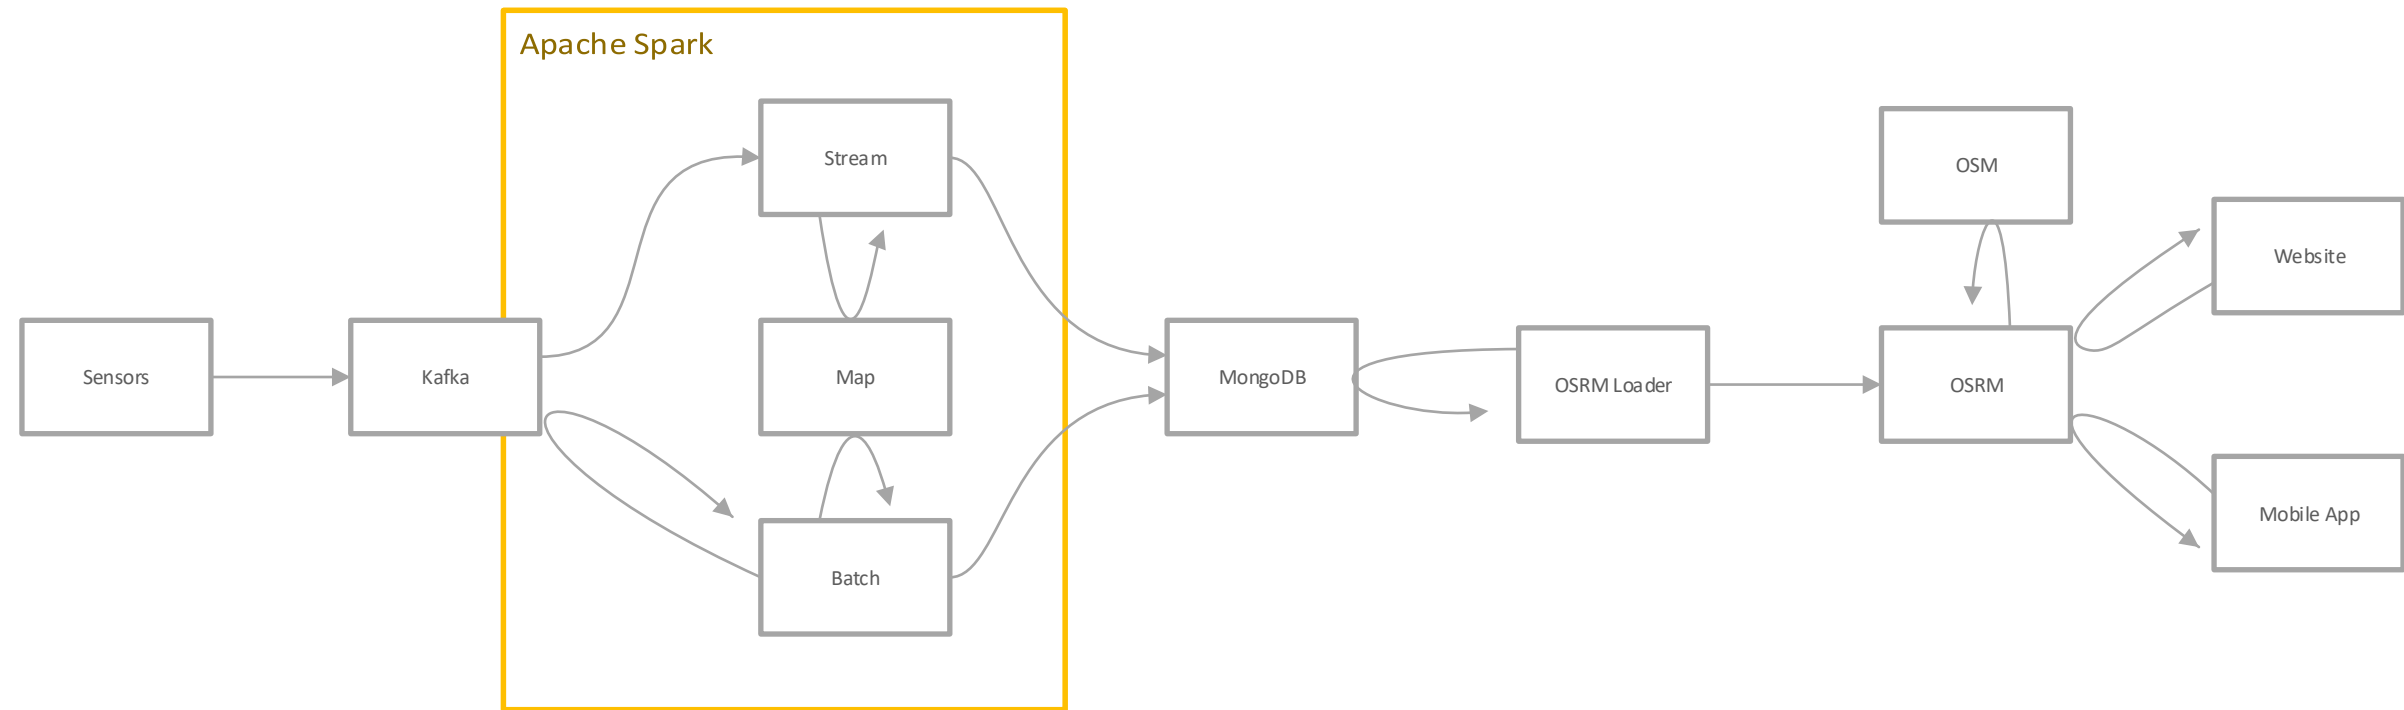 Apache Spark
Stream
OSM
Website
Sensors
Kafka
Map
MongoDB
OSRM Loader
OSRM
Mobile App
Batch